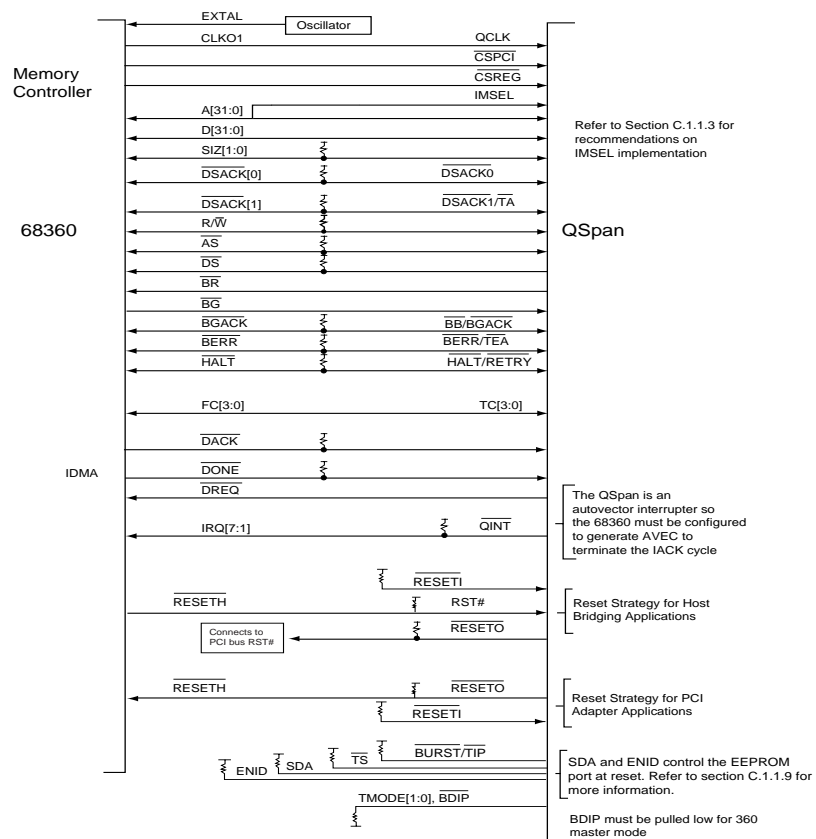 EXTAL
Oscillator
CLKO1 QCLK
CSPCI
Memory
Controller
CSREG
IMSEL
A[31:0]
D[31:0]
Refer to Section C.1.1.3 for
recommendations on
IMSEL implementation
SIZ[1:0]
DSACK[0] DSACK0
DSACK[1] DSACK1/TA
68360
R/W
QSpan
AS
DS
BR
BG
BGACK BB/BGACK
BERR BERR/TEA
HALT HALT/RETRY
FC[3:0] TC[3:0]
DACK
IDMA
DONE
DREQ
The QSpan is an
autovector interrupter so
the 68360 must be configured
to generate AVEC to
terminate the IACK cycle
IRQ[7:1] QINT
RESETI
RESETH RST#
Reset Strategy for Host
Bridging Applications
Connects to
PCI bus RST#
RESETO
RESETH RESETO
Reset Strategy for PCI
Adapter Applications
RESETI
BURST/TIP
TS
SDA
ENID
SDA and ENID control the EEPROM
port at reset. Refer to section C.1.1.9 for
more information.
TMODE[1:0], BDIP
BDIP must be pulled low for 360
master mode